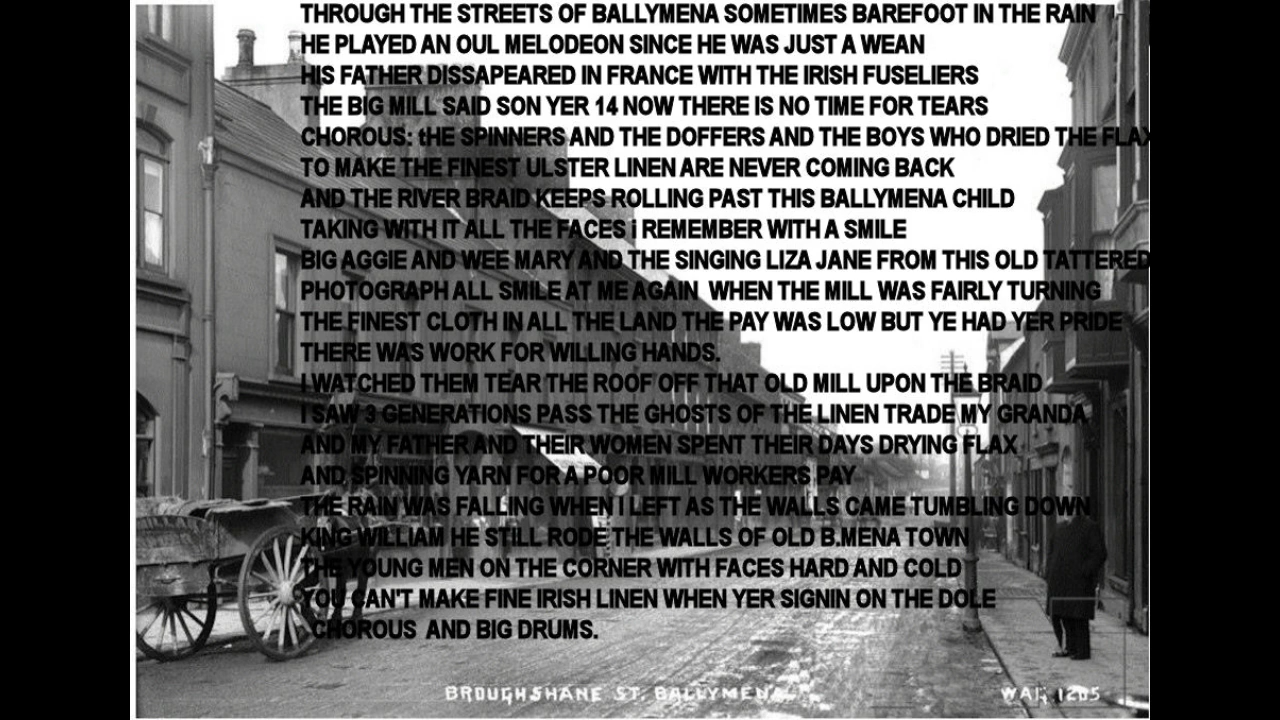 THROUGH THE STREETS OF BALLYMENA SOMETIMES BAREFOOT IN THE RAIN
HE PLAYED AN OUL MELODEON SINCE HE WAS JUST A WEAN
HIS FATHER DISSAPEARED IN FRANCE WITH THE IRISH FUSELIERS
THE BIG MILL SAID SON YER 14 NOW THERE IS NO TIME FOR TEARS
CHOROUS: tHE SPINNERS AND THE DOFFERS AND THE BOYS WHO DRIED THE FLAX
TO MAKE THE FINEST ULSTER LINEN ARE NEVER COMING BACK
AND THE RIVER BRAID KEEPS ROLLING PAST THIS BALLYMENA CHILD
TAKING WITH IT ALL THE FACES i REMEMBER WITH A SMILE
BIG AGGIE AND WEE MARY AND THE SINGING LIZA JANE FROM THIS OLD TATTERED
PHOTOGRAPH ALL SMILE AT ME AGAIN WHEN THE MILL WAS FAIRLY TURNING
THE FINEST CLOTH IN ALL THE LAND THE PAY WAS LOW BUT YE HAD YER PRIDE
THERE WAS WORK FOR WILLING HANDS.
I WATCHED THEM TEAR THE ROOF OFF THAT OLD MILL UPON THE BRAID
I SAW 3 GENERATIONS PASS THE GHOSTS OF THE LINEN TRADE MY GRANDA
AND MY FATHER AND THEIR WOMEN SPENT THEIR DAYS DRYING FLAX
AND SPINNING YARN FOR A POOR MILL WORKERS PAY
THE RAIN WAS FALLING WHEN I LEFT AS THE WALLS CAME TUMBLING DOWN
KING WILLIAM HE STILL RODE THE WALLS OF OLD B.MENA TOWN
THE YOUNG MEN ON THE CORNER WITH FACES HARD AND COLD
YOU CAN'T MAKE FINE IRISH LINEN WHEN YER SIGNIN ON THE DOLE
CHOROUS AND BIG DRUMS.
BROUGHSHANE ST. BALLYMENA. WAG 1205